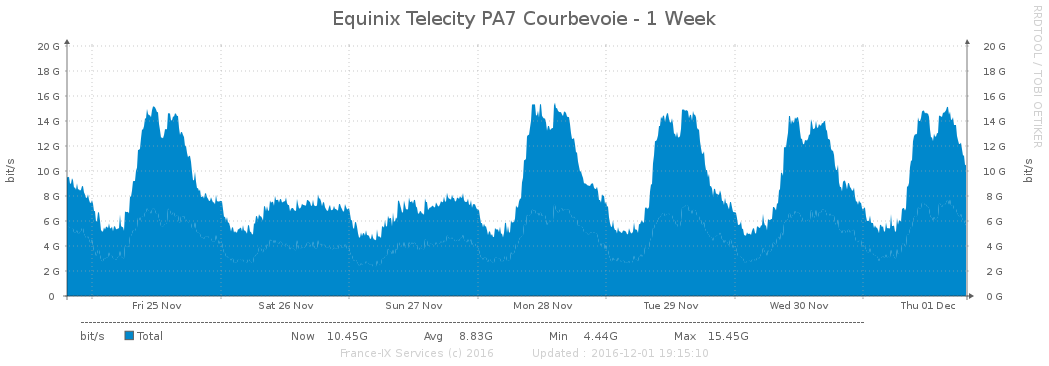 Equinix Telecity PA7 Courbevoie - 1 Week
RRDTOOL / TOBI OETIKER
bit/s
20 G 20 G
18 G 18 G
16 G 16 G
14 G 14 G
12 G 12 G
10 G 10 G
8 G 8 G
6 G 6 G
4 G 4 G
2 G 2 G
0 0 G
bit/s
Fri 25 Nov Sat 26 Nov Sun 27 Nov Mon 28 Nov Tue 29 Nov Wed 30 Nov Thu 01 Dec
bit/s Total Now 10.45G Avg 8.83G Min 4.44G Max 15.45G
France-IX Services (c) 2016 Updated : 2016-12-01 19:15:10